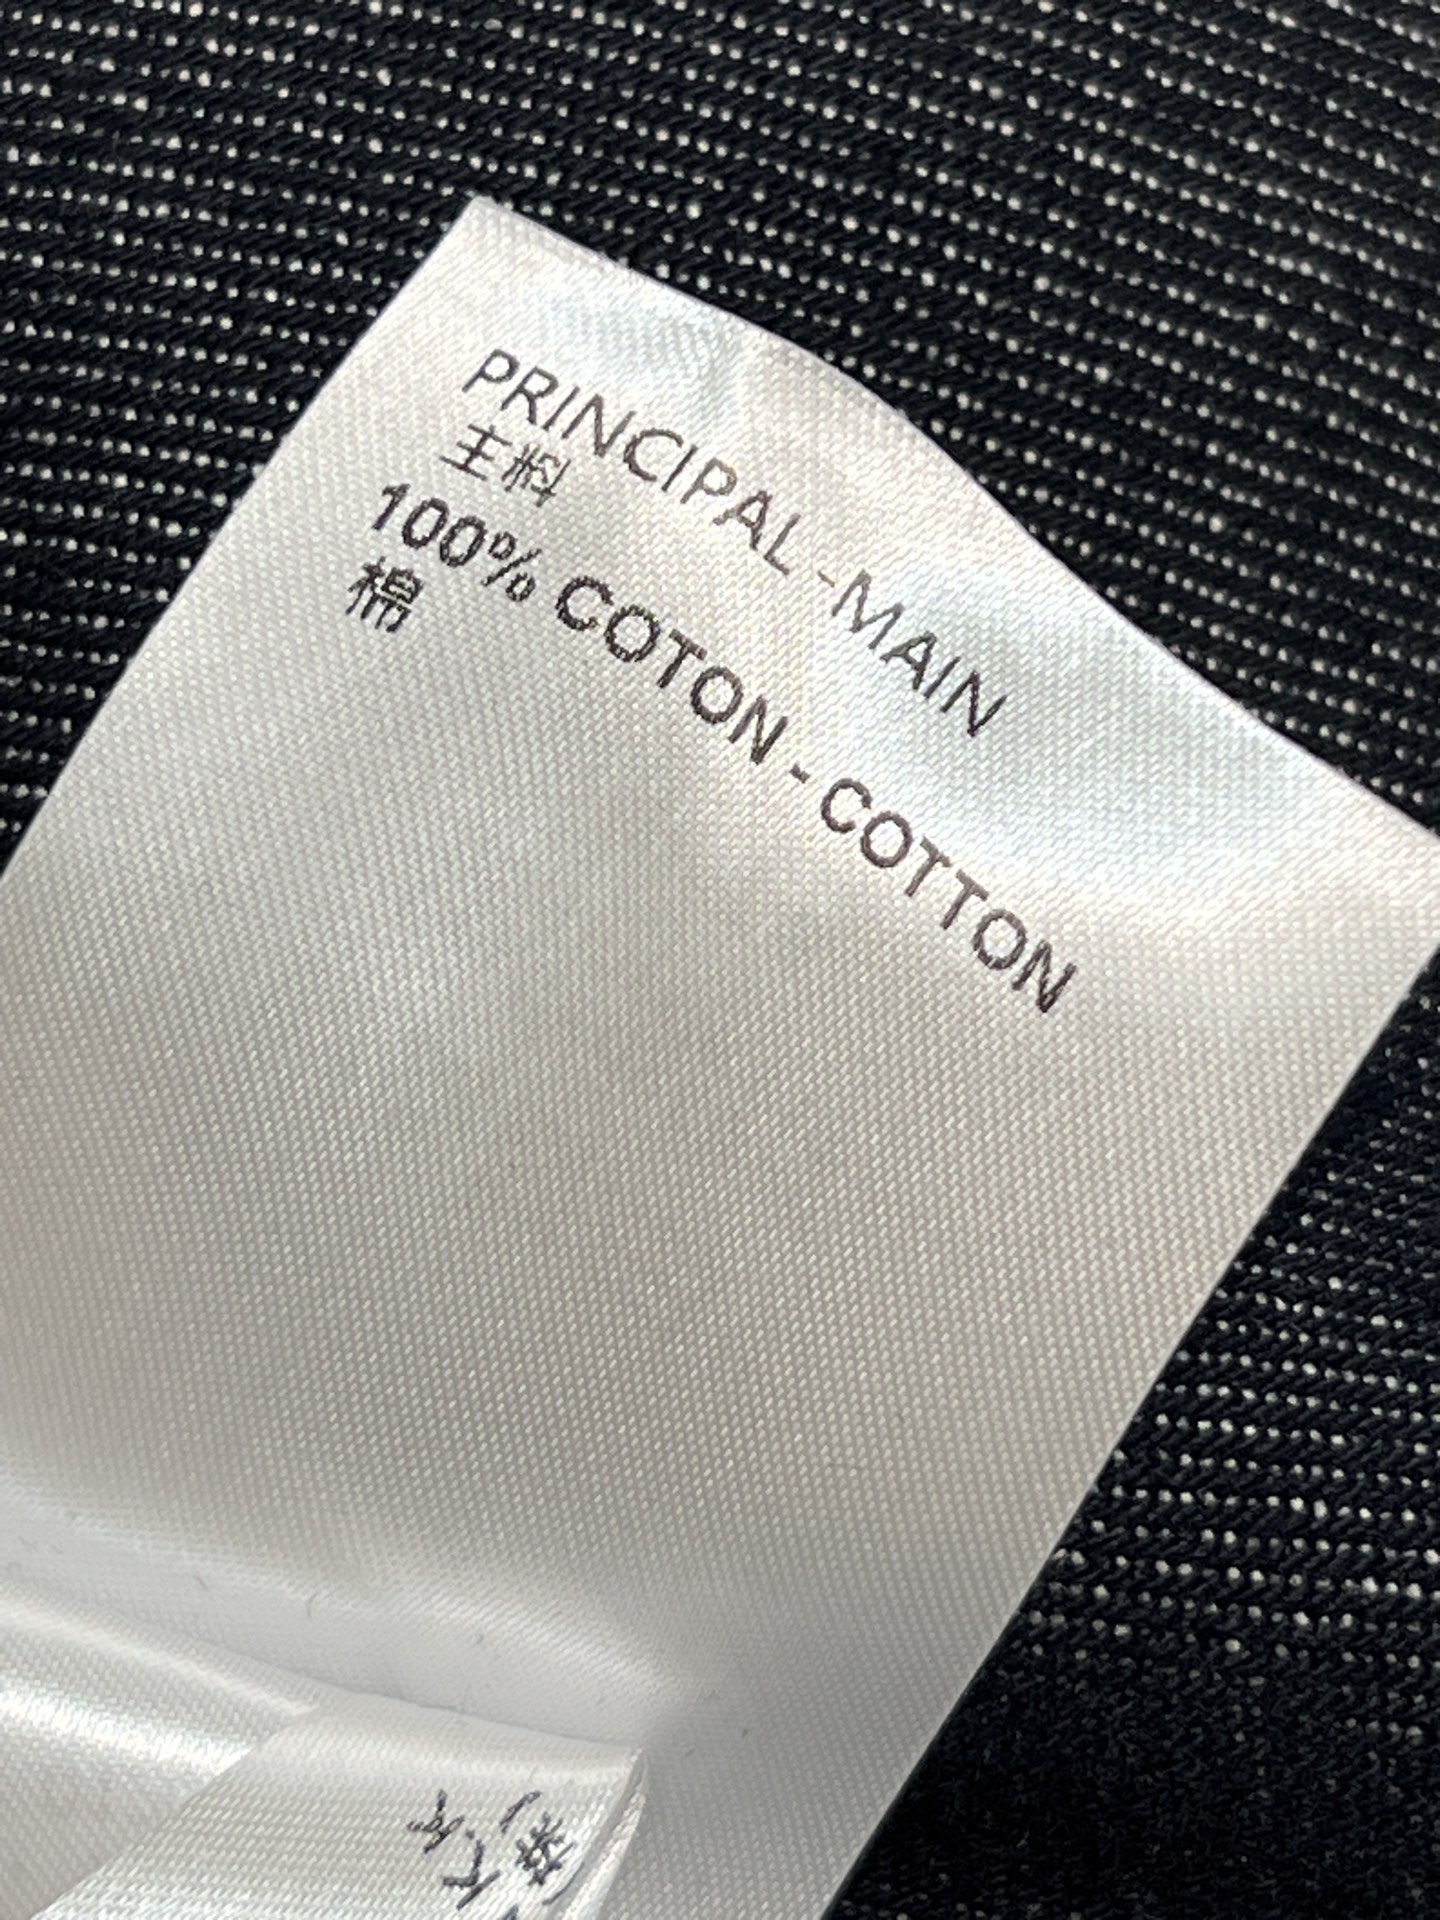 PRINCIPAL - MAIN
主料
100% COTON - COTTON
棉